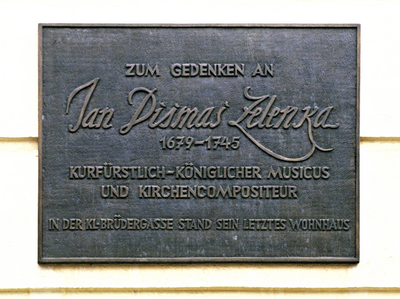 ZUM GEDENKEN AN
Jan Dismas Zelenka
1679–1745
KURFÜRSTLICH-KÖNIGLICHER MUSICUS
UND KIRCHENCOMPOSITEUR
IN DER KL. BRÜDERGASSE STAND SEIN LETZTES WOHNHAUS